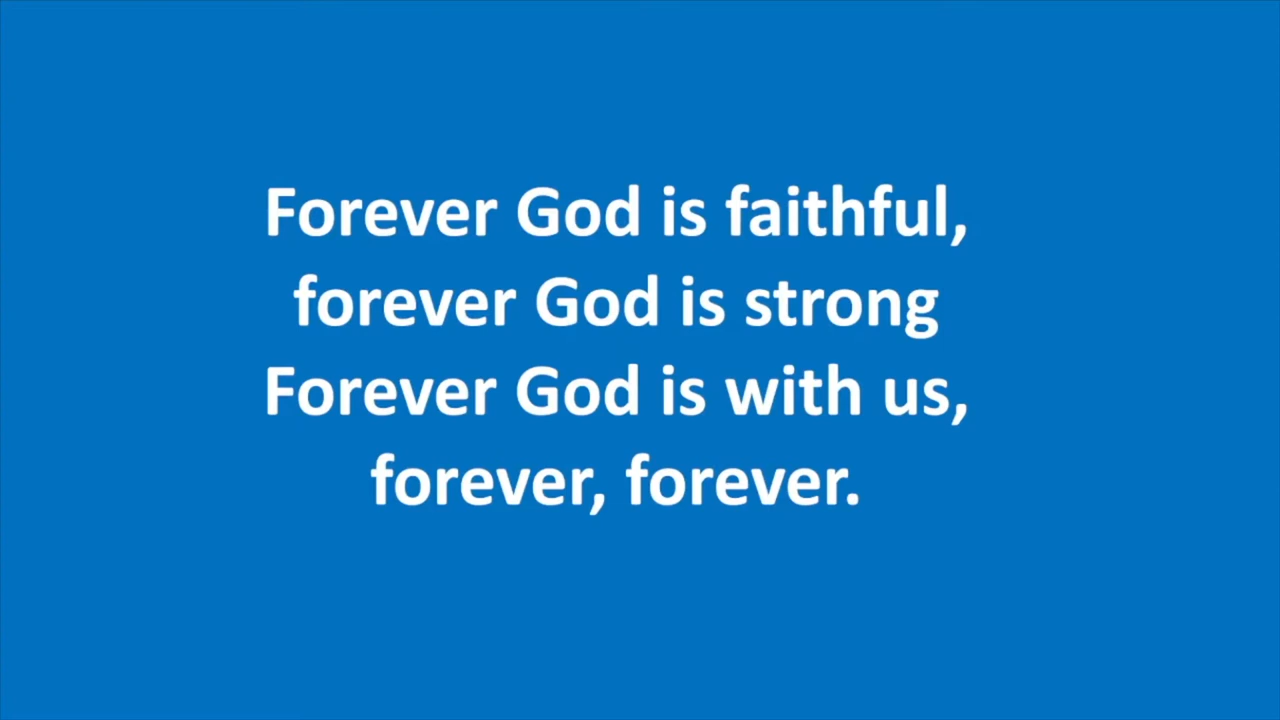 Forever God is faithful,
forever God is strong
Forever God is with us,
forever, forever.